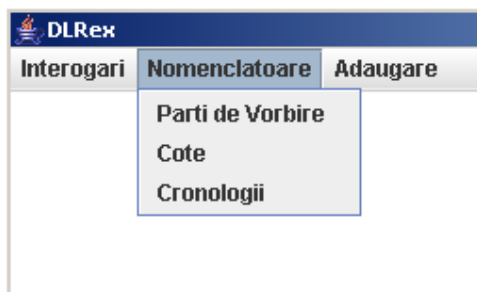 DLRex
Interogari Nomenclatoare Adaugare
Parti de Vorbire
Cote
Cronologii